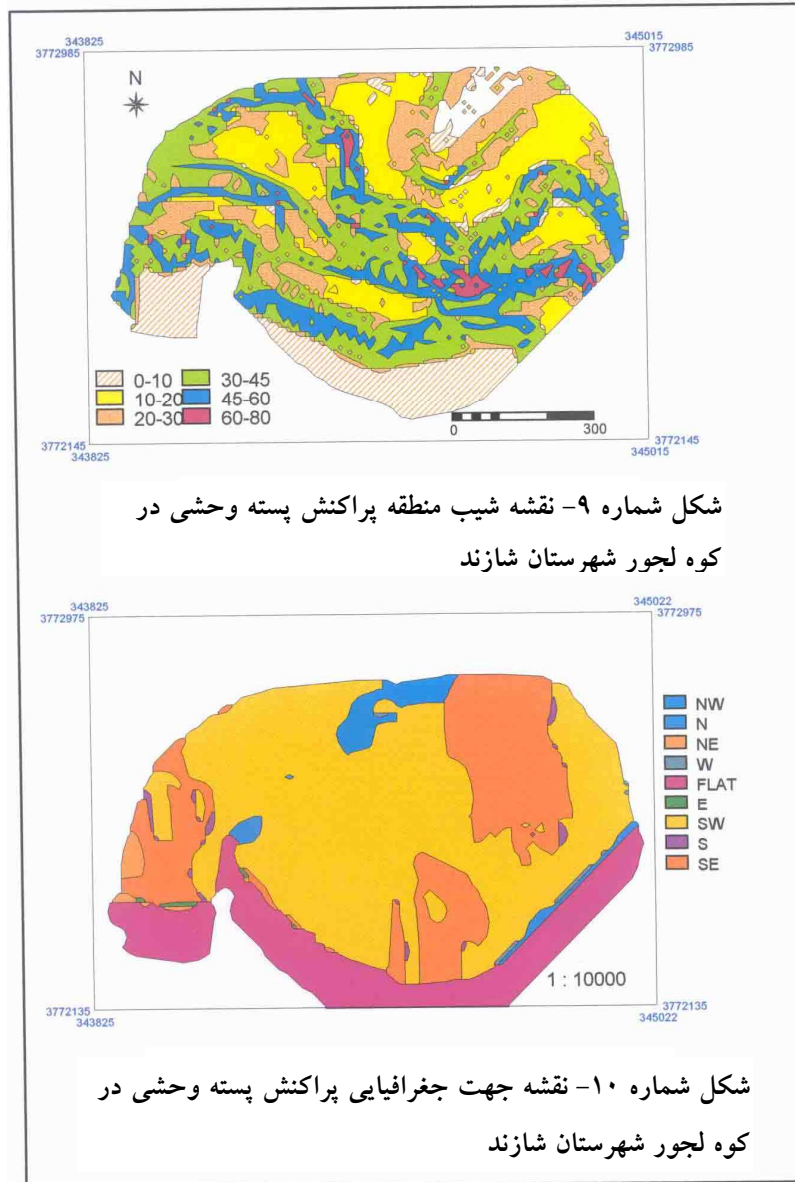 343825 345015
3772985 3772985
N
0-10 30-45
10-20 45-60
20-30 60-80
0 300
3772145 3772145
343825 345015
شکل شماره ۹- نقشه شیب منطقه پراکنش پسته وحشی در
کوه لجور شهرستان شازند
343825 345022
3772975 3772975
NW
N
NE
W
FLAT
E
SW
S
SE
1 : 10000
3772135 3772135
343825 345022
شکل شماره ۱۰- نقشه جهت جغرافیایی پراکنش پسته وحشی در
کوه لجور شهرستان شازند